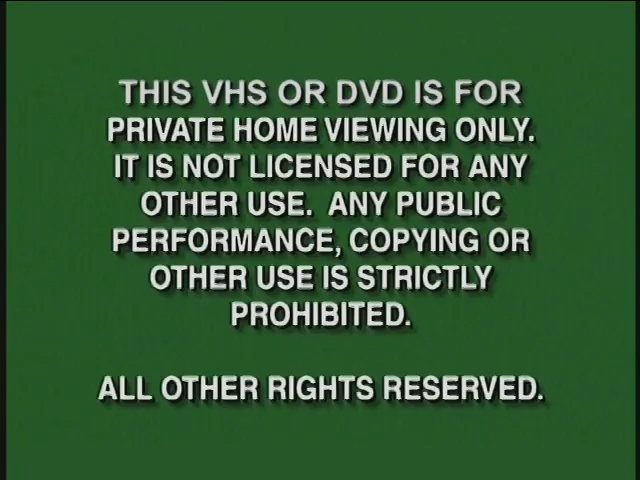 THIS VHS OR DVD IS FOR
PRIVATE HOME VIEWING ONLY.
IT IS NOT LICENSED FOR ANY
OTHER USE.  ANY PUBLIC
PERFORMANCE, COPYING OR
OTHER USE IS STRICTLY
PROHIBITED.
ALL OTHER RIGHTS RESERVED.